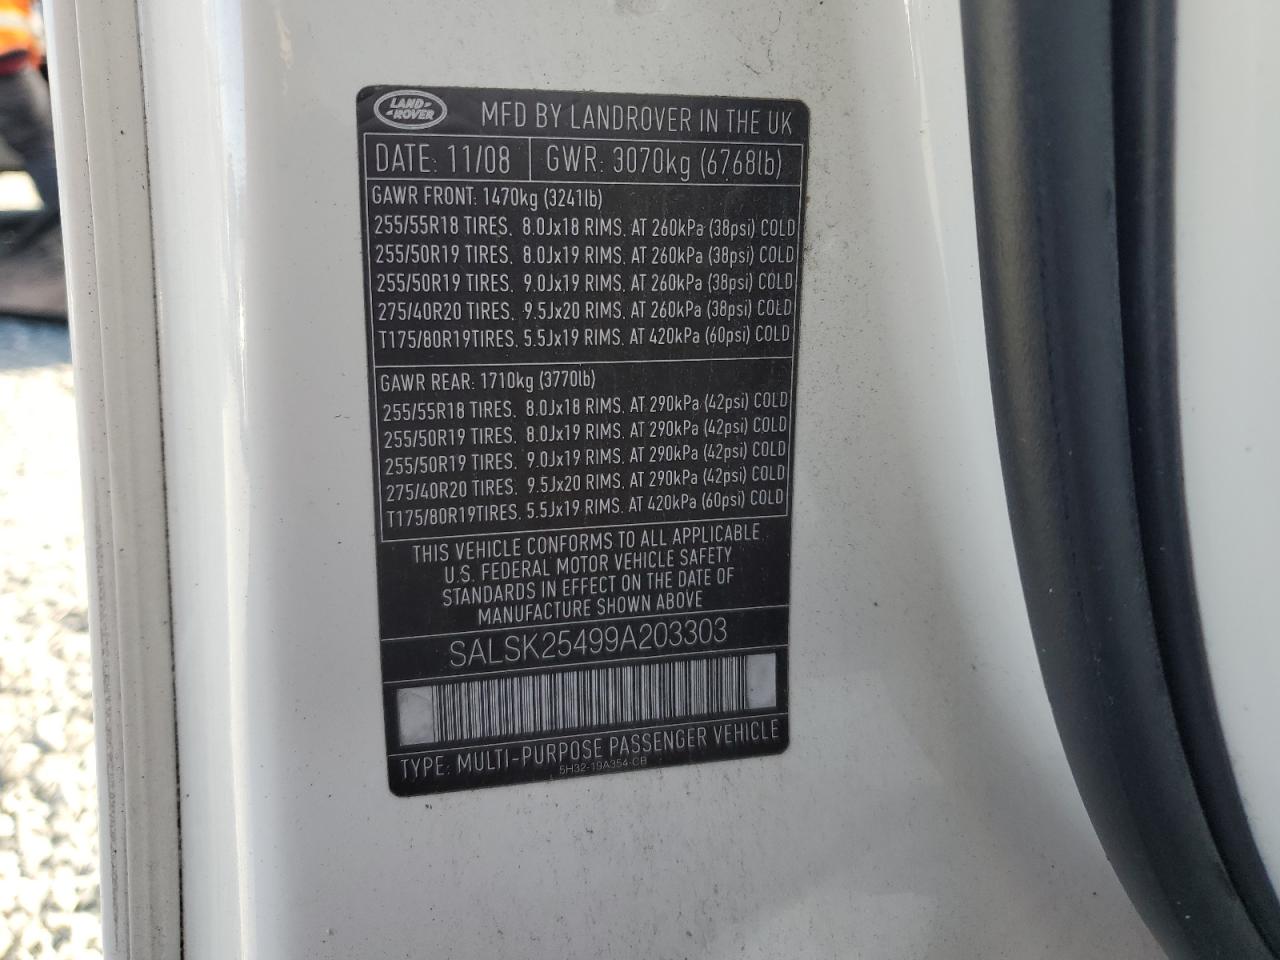 LAND-
-ROVER
MFD BY LANDROVER IN THE UK
DATE: 11/08 GWR: 3070kg (6768lb)
GAWR FRONT: 1470kg (3241lb)
255/55R18 TIRES, 8.0Jx18 RIMS, AT 260kPa (38psi) COLD
255/50R19 TIRES, 8.0Jx19 RIMS, AT 260kPa (38psi) COLD
255/50R19 TIRES, 9.0Jx19 RIMS, AT 260kPa (38psi) COLD
275/40R20 TIRES, 9.5Jx20 RIMS, AT 260kPa (38psi) COLD
T175/80R19TIRES, 5.5Jx19 RIMS, AT 420kPa (60psi) COLD
GAWR REAR: 1710kg (3770lb)
255/55R18 TIRES, 8.0Jx18 RIMS, AT 290kPa (42psi) COLD
255/50R19 TIRES, 8.0Jx19 RIMS, AT 290kPa (42psi) COLD
255/50R19 TIRES, 9.0Jx19 RIMS, AT 290kPa (42psi) COLD
275/40R20 TIRES, 9.5Jx20 RIMS, AT 290kPa (42psi) COLD
T175/80R19TIRES, 5.5Jx19 RIMS, AT 420kPa (60psi) COLD
THIS VEHICLE CONFORMS TO ALL APPLICABLE
U.S. FEDERAL MOTOR VEHICLE SAFETY
STANDARDS IN EFFECT ON THE DATE OF
MANUFACTURE SHOWN ABOVE
SALSK25499A203303
TYPE: MULTI-PURPOSE PASSENGER VEHICLE
5H32-19A354-CB